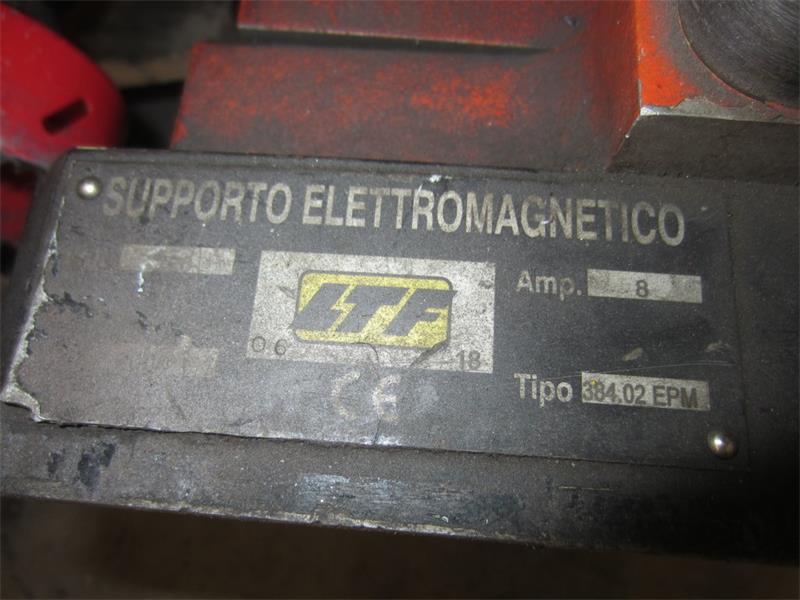 SUPPORTO ELETTROMAGNETICO
Amp. 8
LTF
06 18
CE
Tipo 384.02 EPM